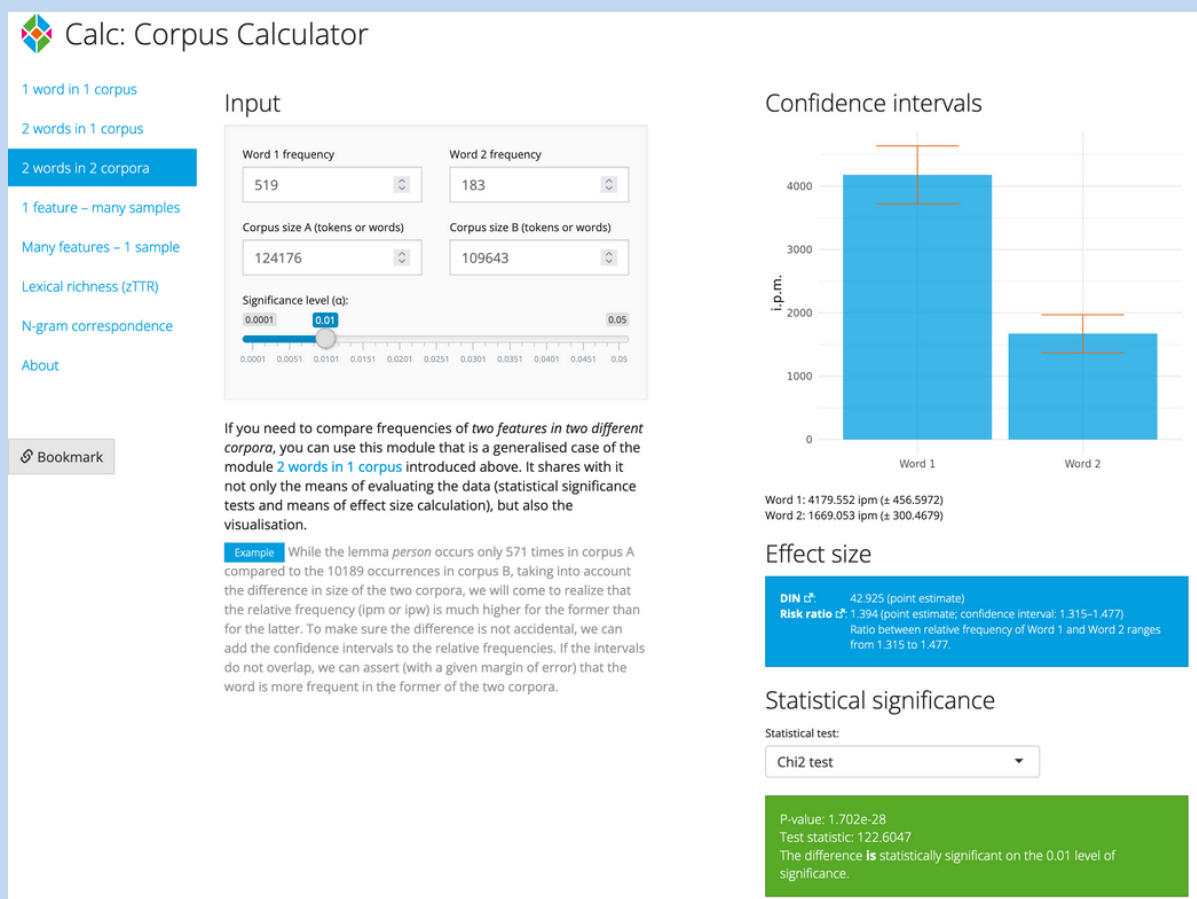 Calc: Corpus Calculator
1 word in 1 corpus
2 words in 1 corpus
2 words in 2 corpora
1 feature – many samples
Many features – 1 sample
Lexical richness (zTTR)
N-gram correspondence
About
Bookmark
Input
Word 1 frequency
Word 2 frequency
519
183
Corpus size A (tokens or words)
Corpus size B (tokens or words)
124176
109643
Significance level (α):
0.0001 0.01 0.05
0.0001 0.0051 0.0101 0.0151 0.0201 0.0251 0.0301 0.0351 0.0401 0.0451 0.05
If you need to compare frequencies of two features in two different
corpora, you can use this module that is a generalised case of the
module 2 words in 1 corpus introduced above. It shares with it
not only the means of evaluating the data (statistical significance
tests and means of effect size calculation), but also the
visualisation.
Example While the lemma person occurs only 571 times in corpus A
compared to the 10189 occurrences in corpus B, taking into account
the difference in size of the two corpora, we will come to realize that
the relative frequency (ipm or ipw) is much higher for the former than
for the latter. To make sure the difference is not accidental, we can
add the confidence intervals to the relative frequencies. If the intervals
do not overlap, we can assert (with a given margin of error) that the
word is more frequent in the former of the two corpora.
Confidence intervals
4000
3000
2000
1000
0
i.p.m.
Word 1
Word 2
Word 1: 4179.552 ipm (± 456.5972)
Word 2: 1669.053 ipm (± 300.4679)
Effect size
DIN: 42.925 (point estimate)
Risk ratio: 1.394 (point estimate; confidence interval: 1.315–1.477)
Ratio between relative frequency of Word 1 and Word 2 ranges
from 1.315 to 1.477.
Statistical significance
Statistical test:
Chi2 test
P-value: 1.702e-28
Test statistic: 122.6047
The difference is statistically significant on the 0.01 level of
significance.